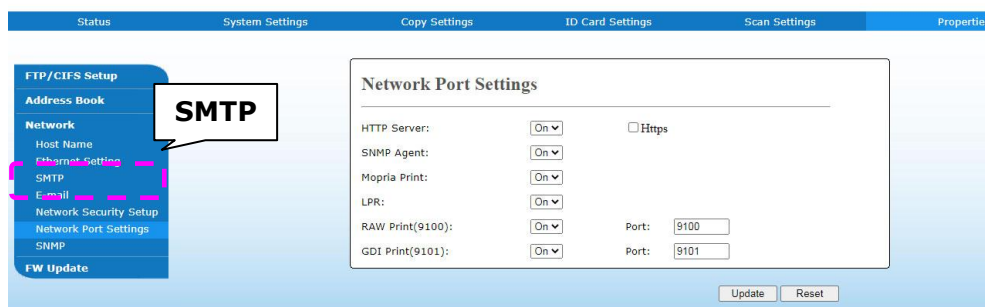 Status System Settings Copy Settings ID Card Settings Scan Settings Propertie
FTP/CIFS Setup
Address Book
Network
Host Name
Ethernet Setting
SMTP
E-mail
Network Security Setup
Network Port Settings
SNMP
FW Update
SMTP
Network Port Settings
HTTP Server: On Https
SNMP Agent: On
Mopria Print: On
LPR: On
RAW Print(9100): On Port: 9100
GDI Print(9101): On Port: 9101
Update Reset